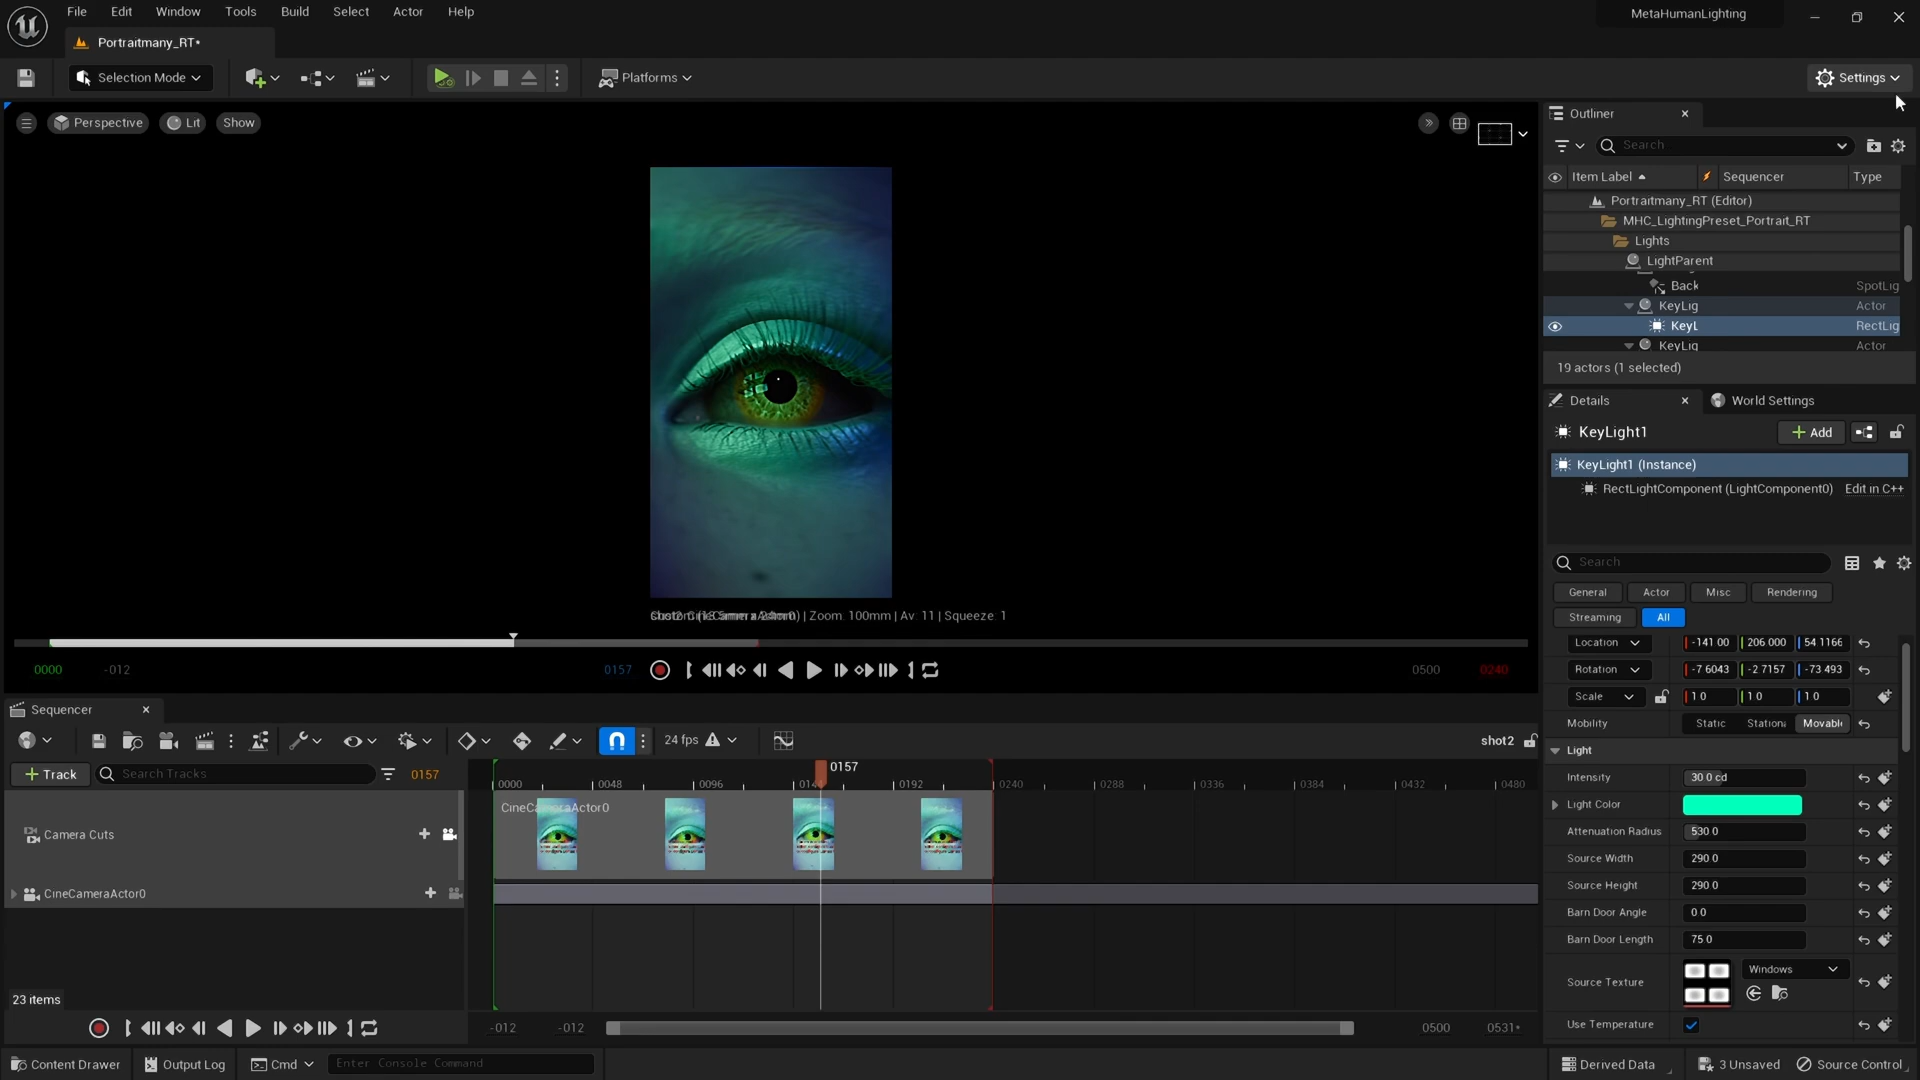 File Edit Window Tools Build Select Actor Help
MetaHumanLighting
Portraitmany_RT*
Selection Mode
Platforms
Settings
Perspective
Lit
Show
Outliner
Search
Item Label
Sequencer
Type
Portraitmany_RT (Editor)
MHC_LightingPreset_Portrait_RT
Lights
LightParent
Back
SpotLig
KeyLig
Actor
KeyL
RectLig
KeyLig
Actor
19 actors (1 selected)
Details
World Settings
KeyLight1
Add
KeyLight1 (Instance)
RectLightComponent (LightComponent0)
Edit in C++
Search
General
Actor
Misc
Rendering
Streaming
All
Location
-141.00
206.000
54.1166
Rotation
-7.6043
-2.7157
-73.493
Scale
1.0
1.0
1.0
Mobility
Static
Stationa
Movabl
Light
Intensity
30.0 cd
Light Color
Attenuation Radius
530.0
Source Width
290.0
Source Height
290.0
Barn Door Angle
0.0
Barn Door Length
75.0
Source Texture
Windows
Use Temperature
| Zoom: 100mm | Av: 11 | Squeeze: 1
0000
-012
0157
0500
0240
Sequencer
24 fps
shot2
Track
Search Tracks
0157
0157
0000
0048
0096
0192
0240
0288
0336
0384
0432
0480
Camera Cuts
CineCameraActor0
CineCameraActor0
23 items
-012
-012
0500
0531*
Content Drawer
Output Log
Cmd
Enter Console Command
Derived Data
3 Unsaved
Source Control